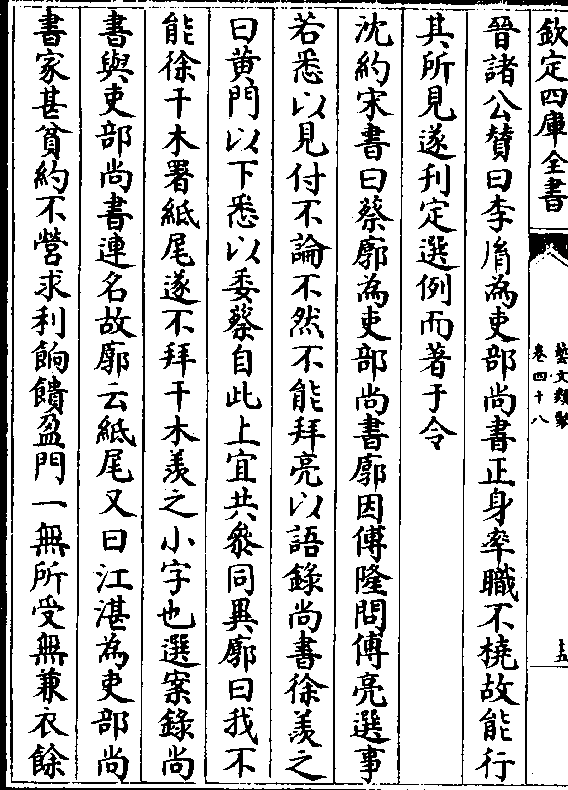 欽定四庫全書
藝文類聚
卷四十八
十五
晉諸公贊曰李胤為吏部尚書正身率職不撓故能行
其所見遂刋定選例而著于令
沈約宋書曰蔡廓為吏部尚書廓因傅隆問傅亮選事
若悉以見付不論不然不能拜亮以語錄尚書徐羨之
曰黄門以下悉以委蔡自此上宜共叅同異廓曰我不
能徐干木署紙尾遂不拜干木羨之小字也選案錄尚
書與吏部尚書連名故廓云紙尾又曰江湛為吏部尚
書家甚貧約不營求利餉饋盈門一無所受無兼衣餘